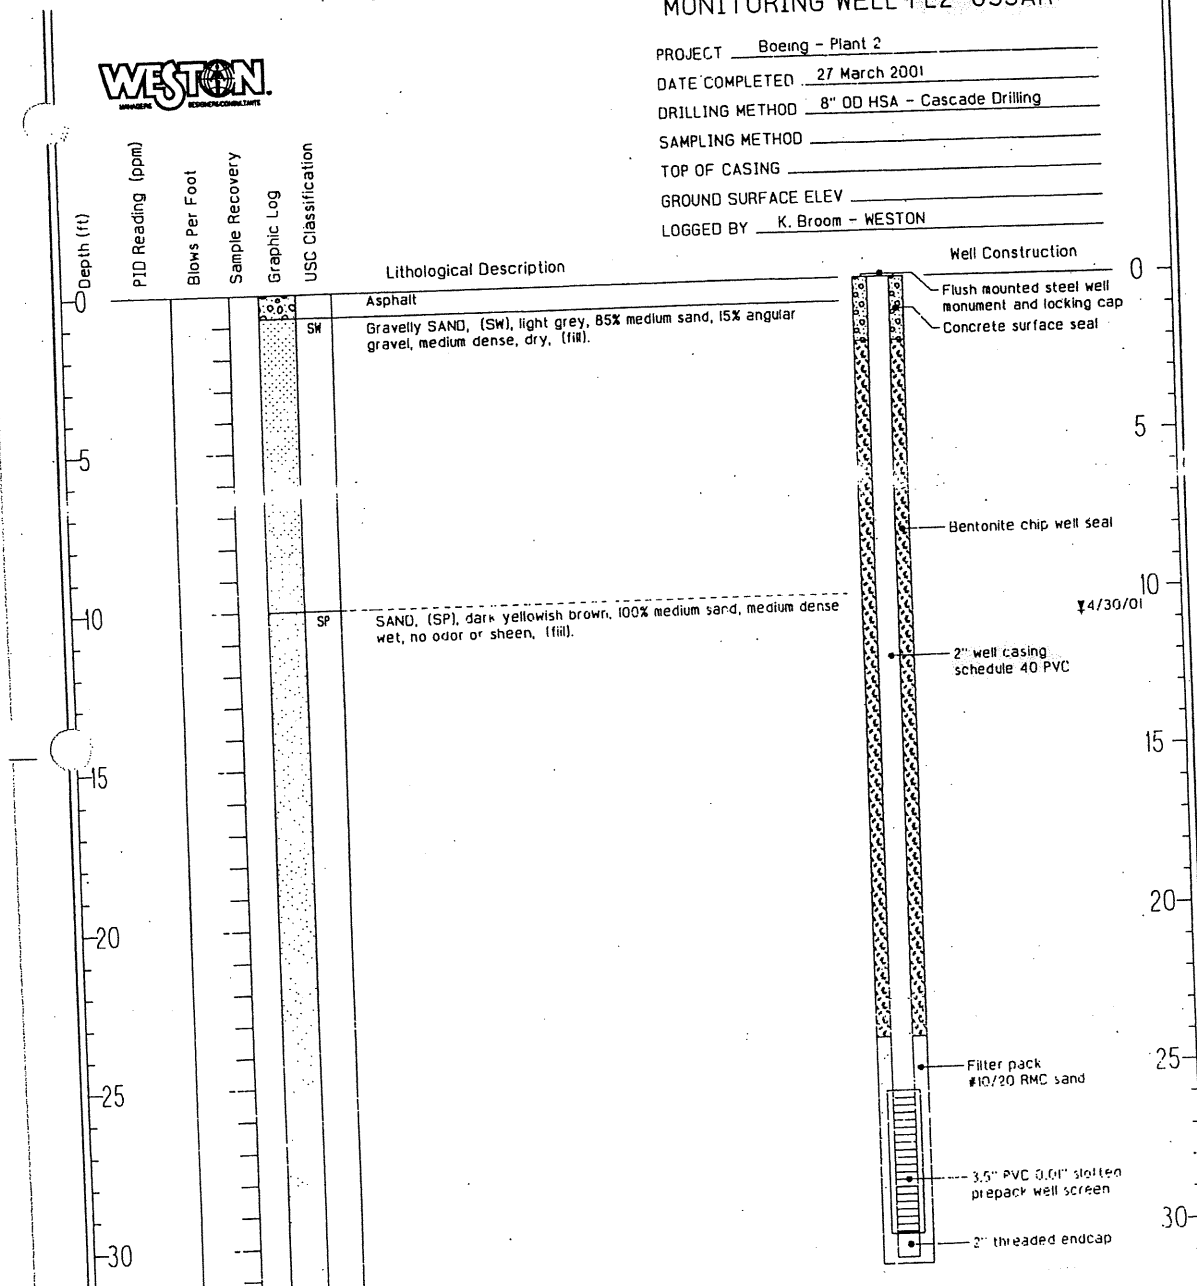 MONITORING WELL
WESTON
MANAGERS DESIGNERS/CONSULTANTS
PROJECT Boeing - Plant 2
DATE COMPLETED 27 March 2001
DRILLING METHOD 8" OD HSA - Cascade Drilling
SAMPLING METHOD
TOP OF CASING
GROUND SURFACE ELEV
LOGGED BY K. Broom - WESTON
Depth (ft)
PID Reading (ppm)
Blows Per Foot
Sample Recovery
Graphic Log
USC Classification
Lithological Description
Well Construction
0
Asphalt
SW
Gravelly SAND, (SW), light grey, 85% medium sand, 15% angular
gravel, medium dense, dry, (fill).
0
Flush mounted steel well
monument and locking cap
Concrete surface seal
5
5
Bentonite chip well seal
10
10
SP
SAND, (SP), dark yellowish brown, 100% medium sand, medium dense
wet, no odor or sheen, (fill).
4/30/01
2" well casing
schedule 40 PVC
15
15
20
20
25
25
Filter pack
#10/20 RMC sand
3.5" PVC 0.01" slotted
prepack well screen
30
30
2" threaded endcap